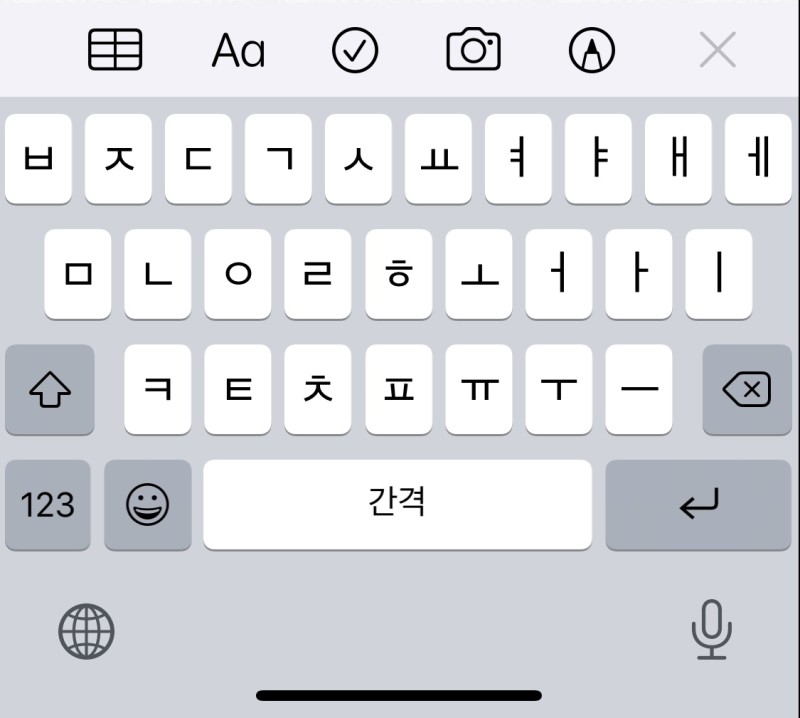 Aa
ㅂ ㅈ ㄷ ㄱ ㅅ ㅛ ㅕ ㅑ ㅐ ㅔ
ㅁ ㄴ ㅇ ㄹ ㅎ ㅗ ㅓ ㅏ ㅣ
ㅋ ㅌ ㅊ ㅍ ㅠ ㅜ ㅡ
123 간격